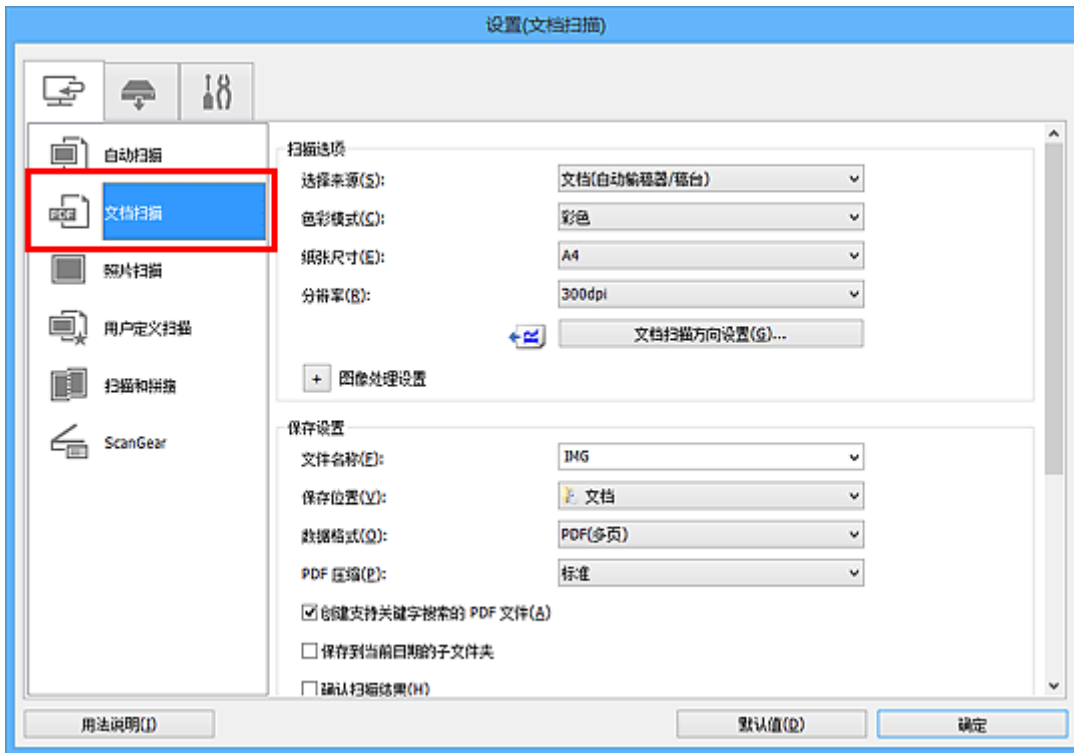 设置(文档扫描)
自动扫描
PDF
文档扫描
照片扫描
用户定义扫描
扫描和拼缩
ScanGear
扫描选项
选择来源(S): 文档(自动输稿器/稿台)
色彩模式(C): 彩色
纸张尺寸(E): A4
分辨率(R): 300dpi
文档扫描方向设置(G)...
+ 图像处理设置
保存设置
文件名称(F): IMG
保存位置(V): 文档
数据格式(O): PDF(多页)
PDF 压缩(P): 标准
创建支持关键字搜索的 PDF 文件(A)
保存到当前日期的子文件夹
确认扫描结果(H)
用法说明(I)
默认值(D)
确定